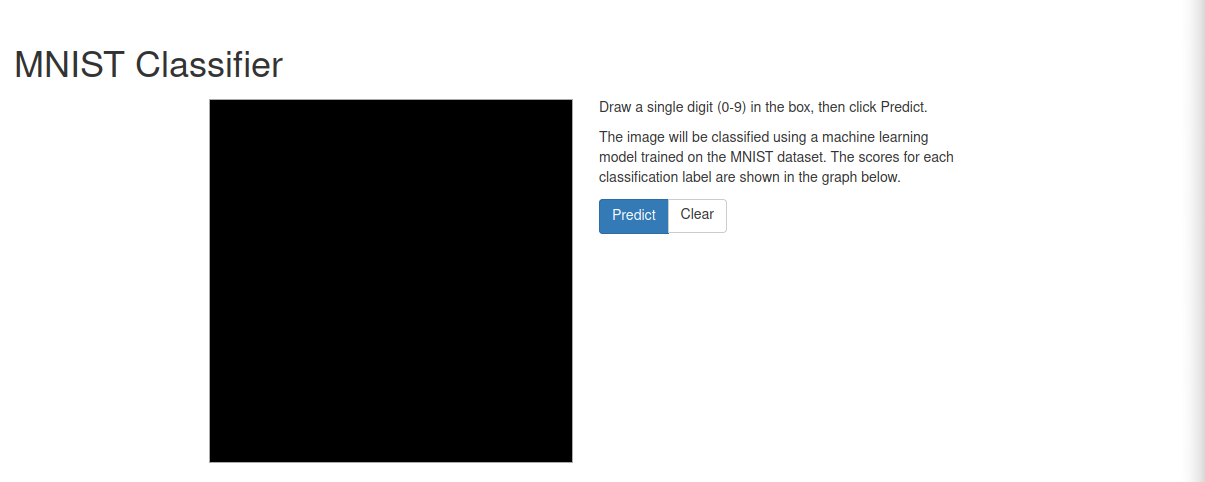 MNIST Classifier
Draw a single digit (0-9) in the box, then click Predict.
The image will be classified using a machine learning
model trained on the MNIST dataset. The scores for each
classification label are shown in the graph below.
Predict Clear